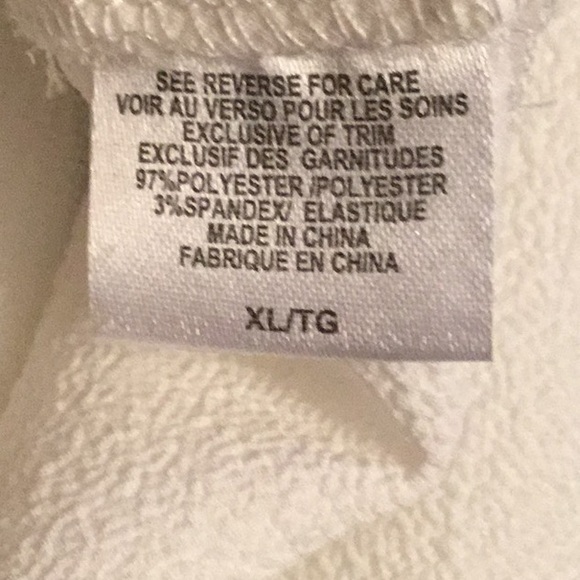 SEE REVERSE FOR CARE
VOIR AU VERSO POUR LES SOINS
EXCLUSIVE OF TRIM
EXCLUSIF DES GARNITUDES
97%POLYESTER /POLYESTER
3%SPANDEX/ ELASTIQUE
MADE IN CHINA
FABRIQUE EN CHINA
XL/TG